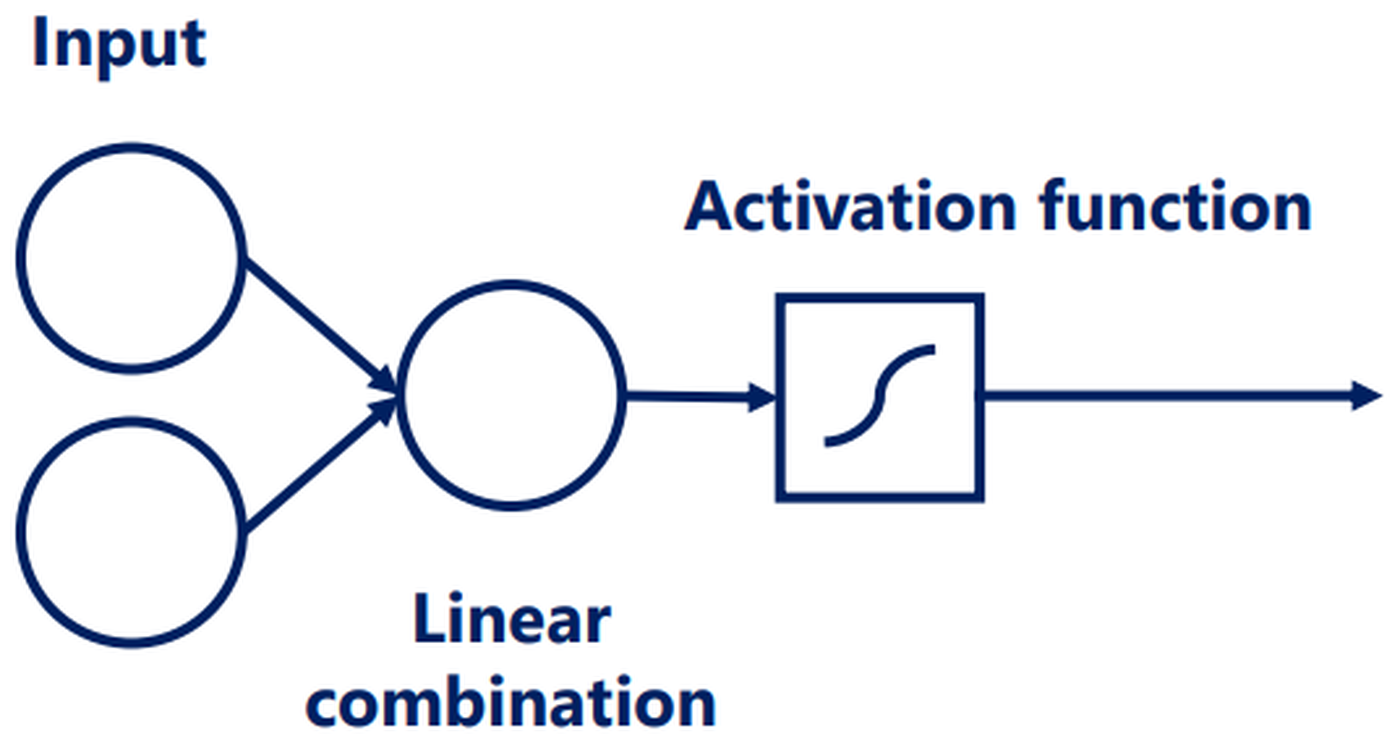 Input
Activation function
Linear
combination